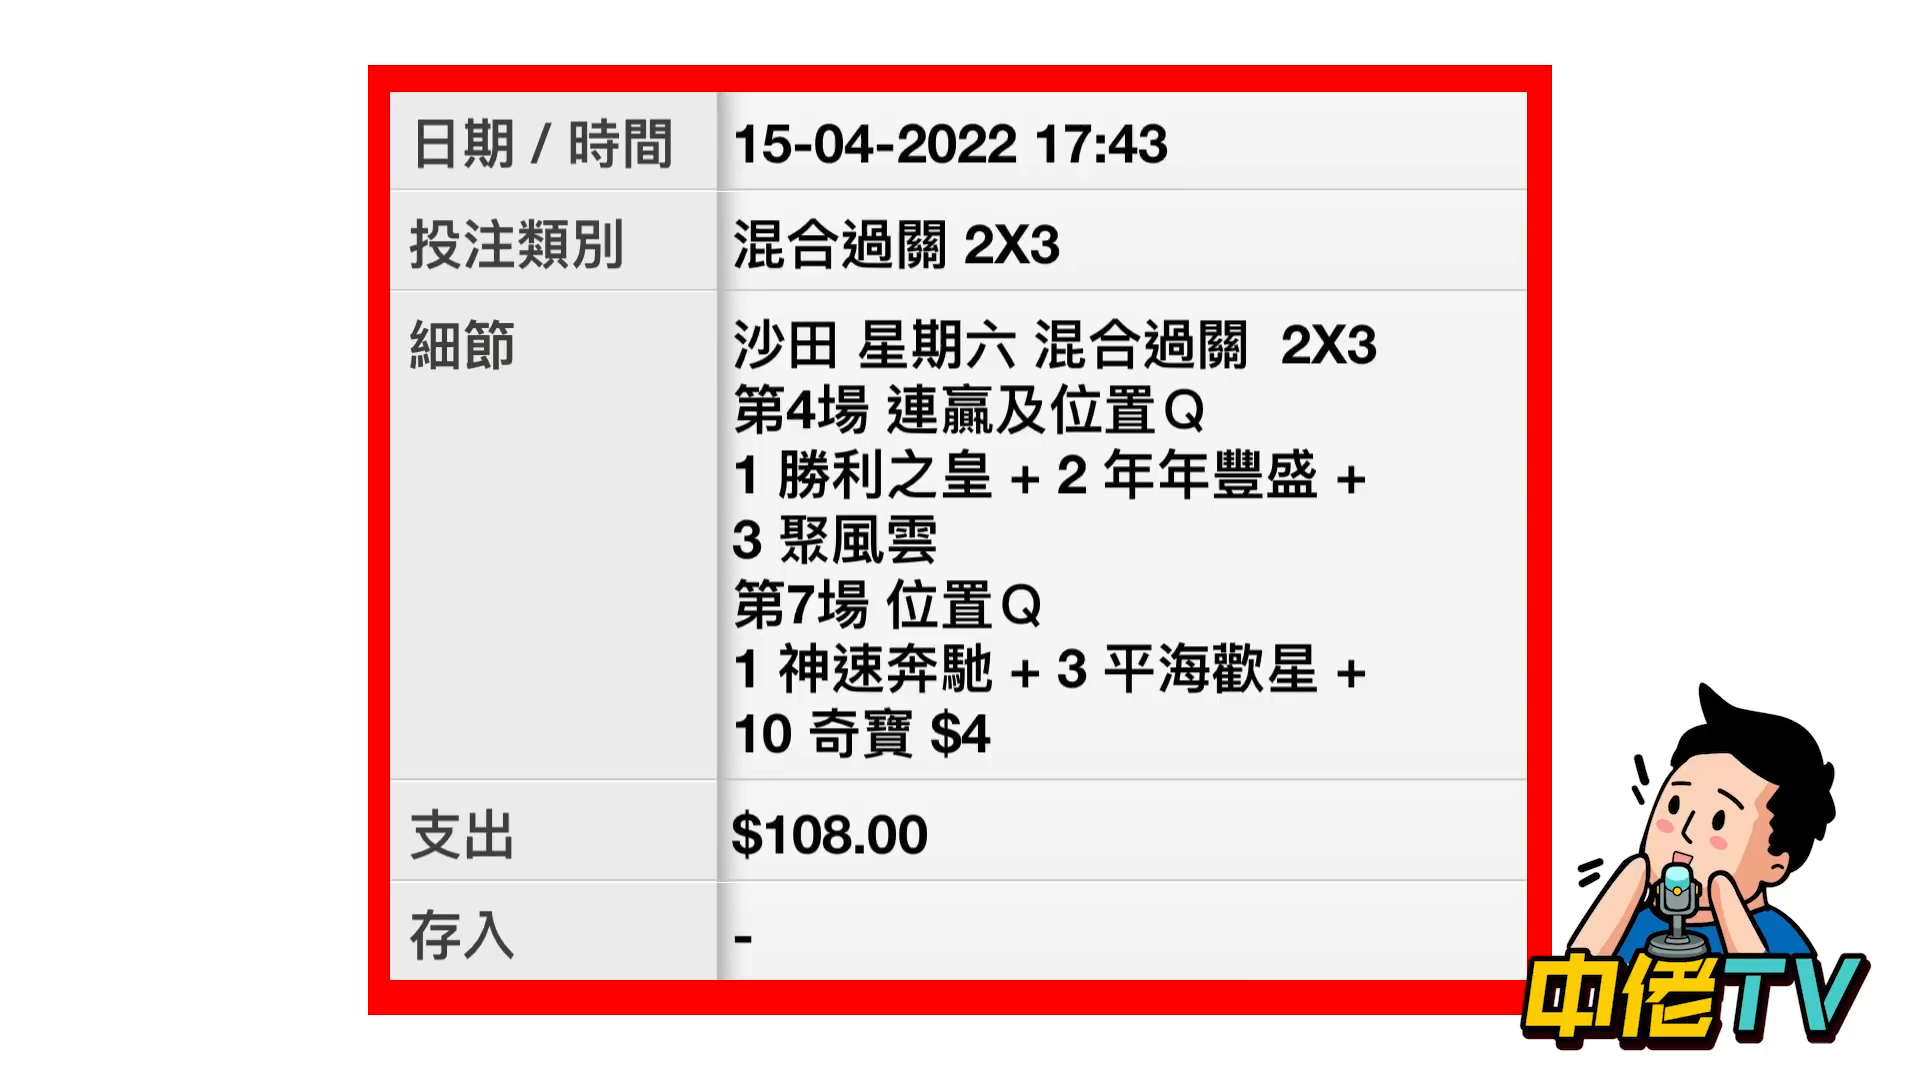 日期 / 時間 15-04-2022 17:43
投注類別 混合過關 2X3
細節 沙田 星期六 混合過關 2X3
第4場 連贏及位置Q
1 勝利之皇 + 2 年年豐盛 +
3 聚風雲
第7場 位置Q
1 神速奔馳 + 3 平海歡星 +
10 奇寶 $4
支出 $108.00
存入 -
中佬TV